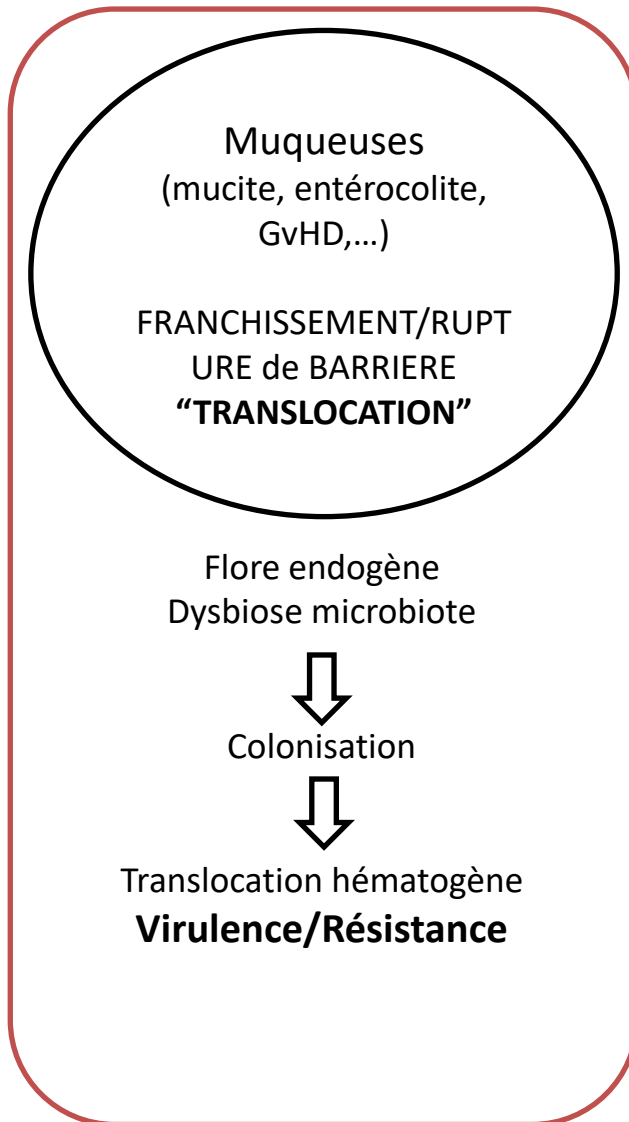 Muqueuses
(mucite, entérocolite,
GvHD,...)
FRANCHISSEMENT/RUPT
URE de BARRIERE
“TRANSLOCATION”
Flore endogène
Dysbiose microbiote
Colonisation
Translocation hématogène
Virulence/Résistance